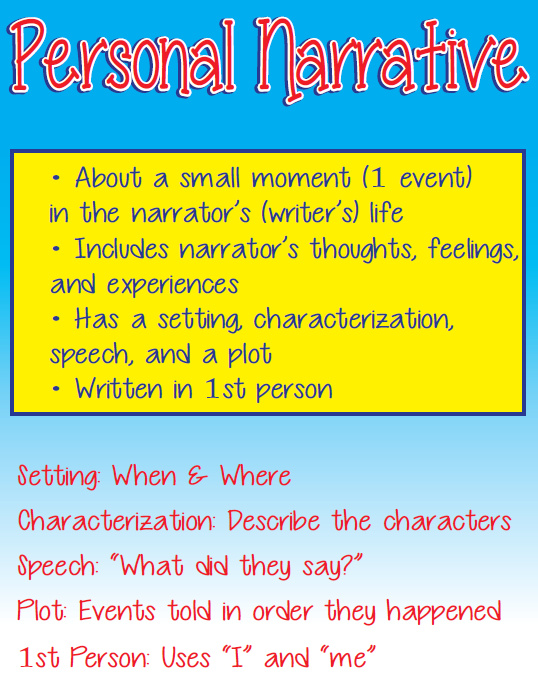 Personal Narrative
• About a small moment (1 event)
in the narrator's (writer's) life
• Includes narrator's thoughts, feelings,
and experiences
• Has a setting, characterization,
speech, and a plot
• Written in 1st person
Setting: When & Where
Characterization: Describe the characters
Speech: "What did they say?"
Plot: Events told in order they happened
1st Person: Uses "I" and "me"